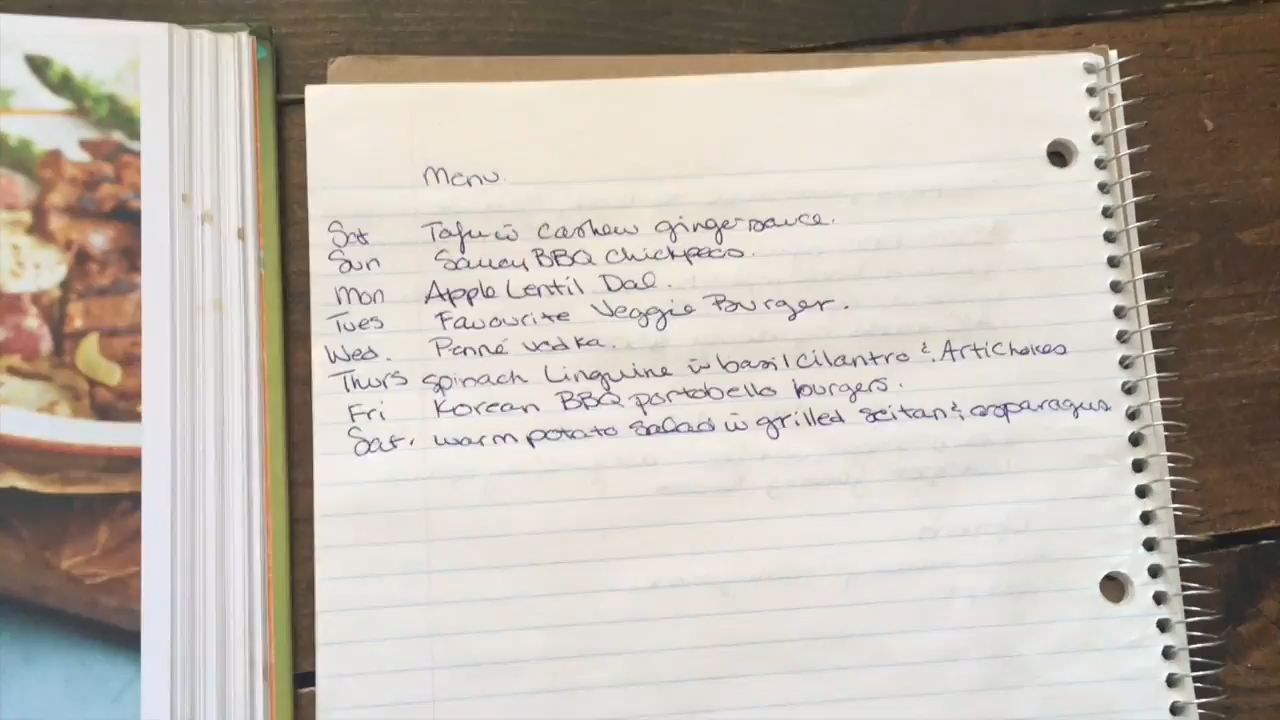 Menu.
Sat Tofu w̄ cashew ginger sauce.
Sun Saucy BBQ Chickpeas.
Mon Apple Lentil Dal.
Tues Favourite Veggie Burger.
Wed. Penné vodka.
Thurs spinach Linguine w̄ basil cilantro & Artichokes
Fri Korean BBQ portobello burgers.
Sat. warm potato salad w̄ grilled seitan & asparagus